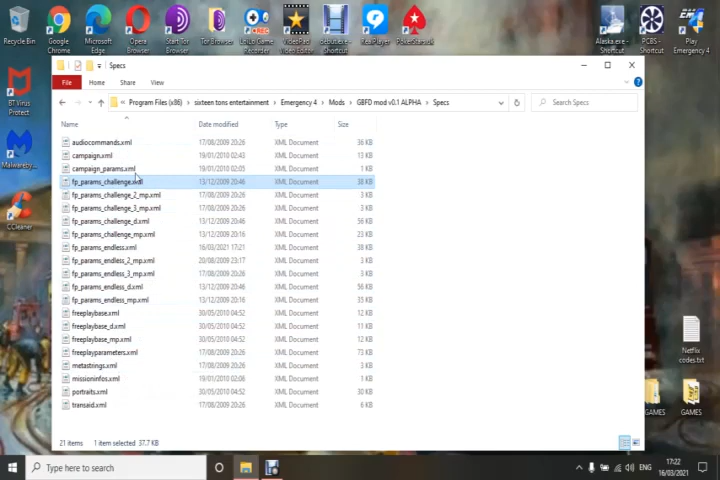 Recycle Bin
Google Chrome
Microsoft Edge
Opera Browser
Start Tor Browser
Tor Browser
VideoPad Video Editor
RealPlayer
Alaska.exe - Shortcut
PCBS - Shortcut
Play Emergency 4
BT Virus Protect
Malwareby...
CCleaner
Netflix codes.txt
GAMES
GAMES
Specs
File Home Share View
« Program Files (x86) › sixteen tons entertainment › Emergency 4 › Mods › GBFD mod v0.1 ALPHA › Specs
Search Specs
Name Date modified Type Size
audiocommands.xml 17/08/2009 20:26 XML Document 36 KB
campaign.xml 19/01/2010 02:43 XML Document 13 KB
campaign_params.xml 19/01/2010 02:05 XML Document 1 KB
fp_params_challenge.xml 13/12/2009 20:46 XML Document 38 KB
fp_params_challenge_2_mp.xml 17/08/2009 20:26 XML Document 3 KB
fp_params_challenge_3_mp.xml 17/08/2009 20:26 XML Document 3 KB
fp_params_challenge_d.xml 13/12/2009 20:46 XML Document 56 KB
fp_params_challenge_mp.xml 13/12/2009 20:16 XML Document 23 KB
fp_params_endless.xml 16/03/2021 17:21 XML Document 38 KB
fp_params_endless_2_mp.xml 20/08/2009 23:17 XML Document 3 KB
fp_params_endless_3_mp.xml 17/08/2009 20:26 XML Document 3 KB
fp_params_endless_d.xml 13/12/2009 20:46 XML Document 56 KB
fp_params_endless_mp.xml 13/12/2009 20:16 XML Document 35 KB
freeplaybase.xml 30/05/2010 04:52 XML Document 12 KB
freeplaybase_d.xml 30/05/2010 04:52 XML Document 11 KB
freeplaybase_mp.xml 30/05/2010 04:52 XML Document 12 KB
freeplayparameters.xml 17/08/2009 20:26 XML Document 73 KB
metastrings.xml 17/08/2009 20:26 XML Document 3 KB
missioninfos.xml 19/01/2010 02:06 XML Document 1 KB
portraits.xml 30/05/2010 04:52 XML Document 30 KB
transaid.xml 17/08/2009 20:26 XML Document 6 KB
21 items 1 item selected 37.7 KB
Type here to search
ENG
17:22
16/03/2021